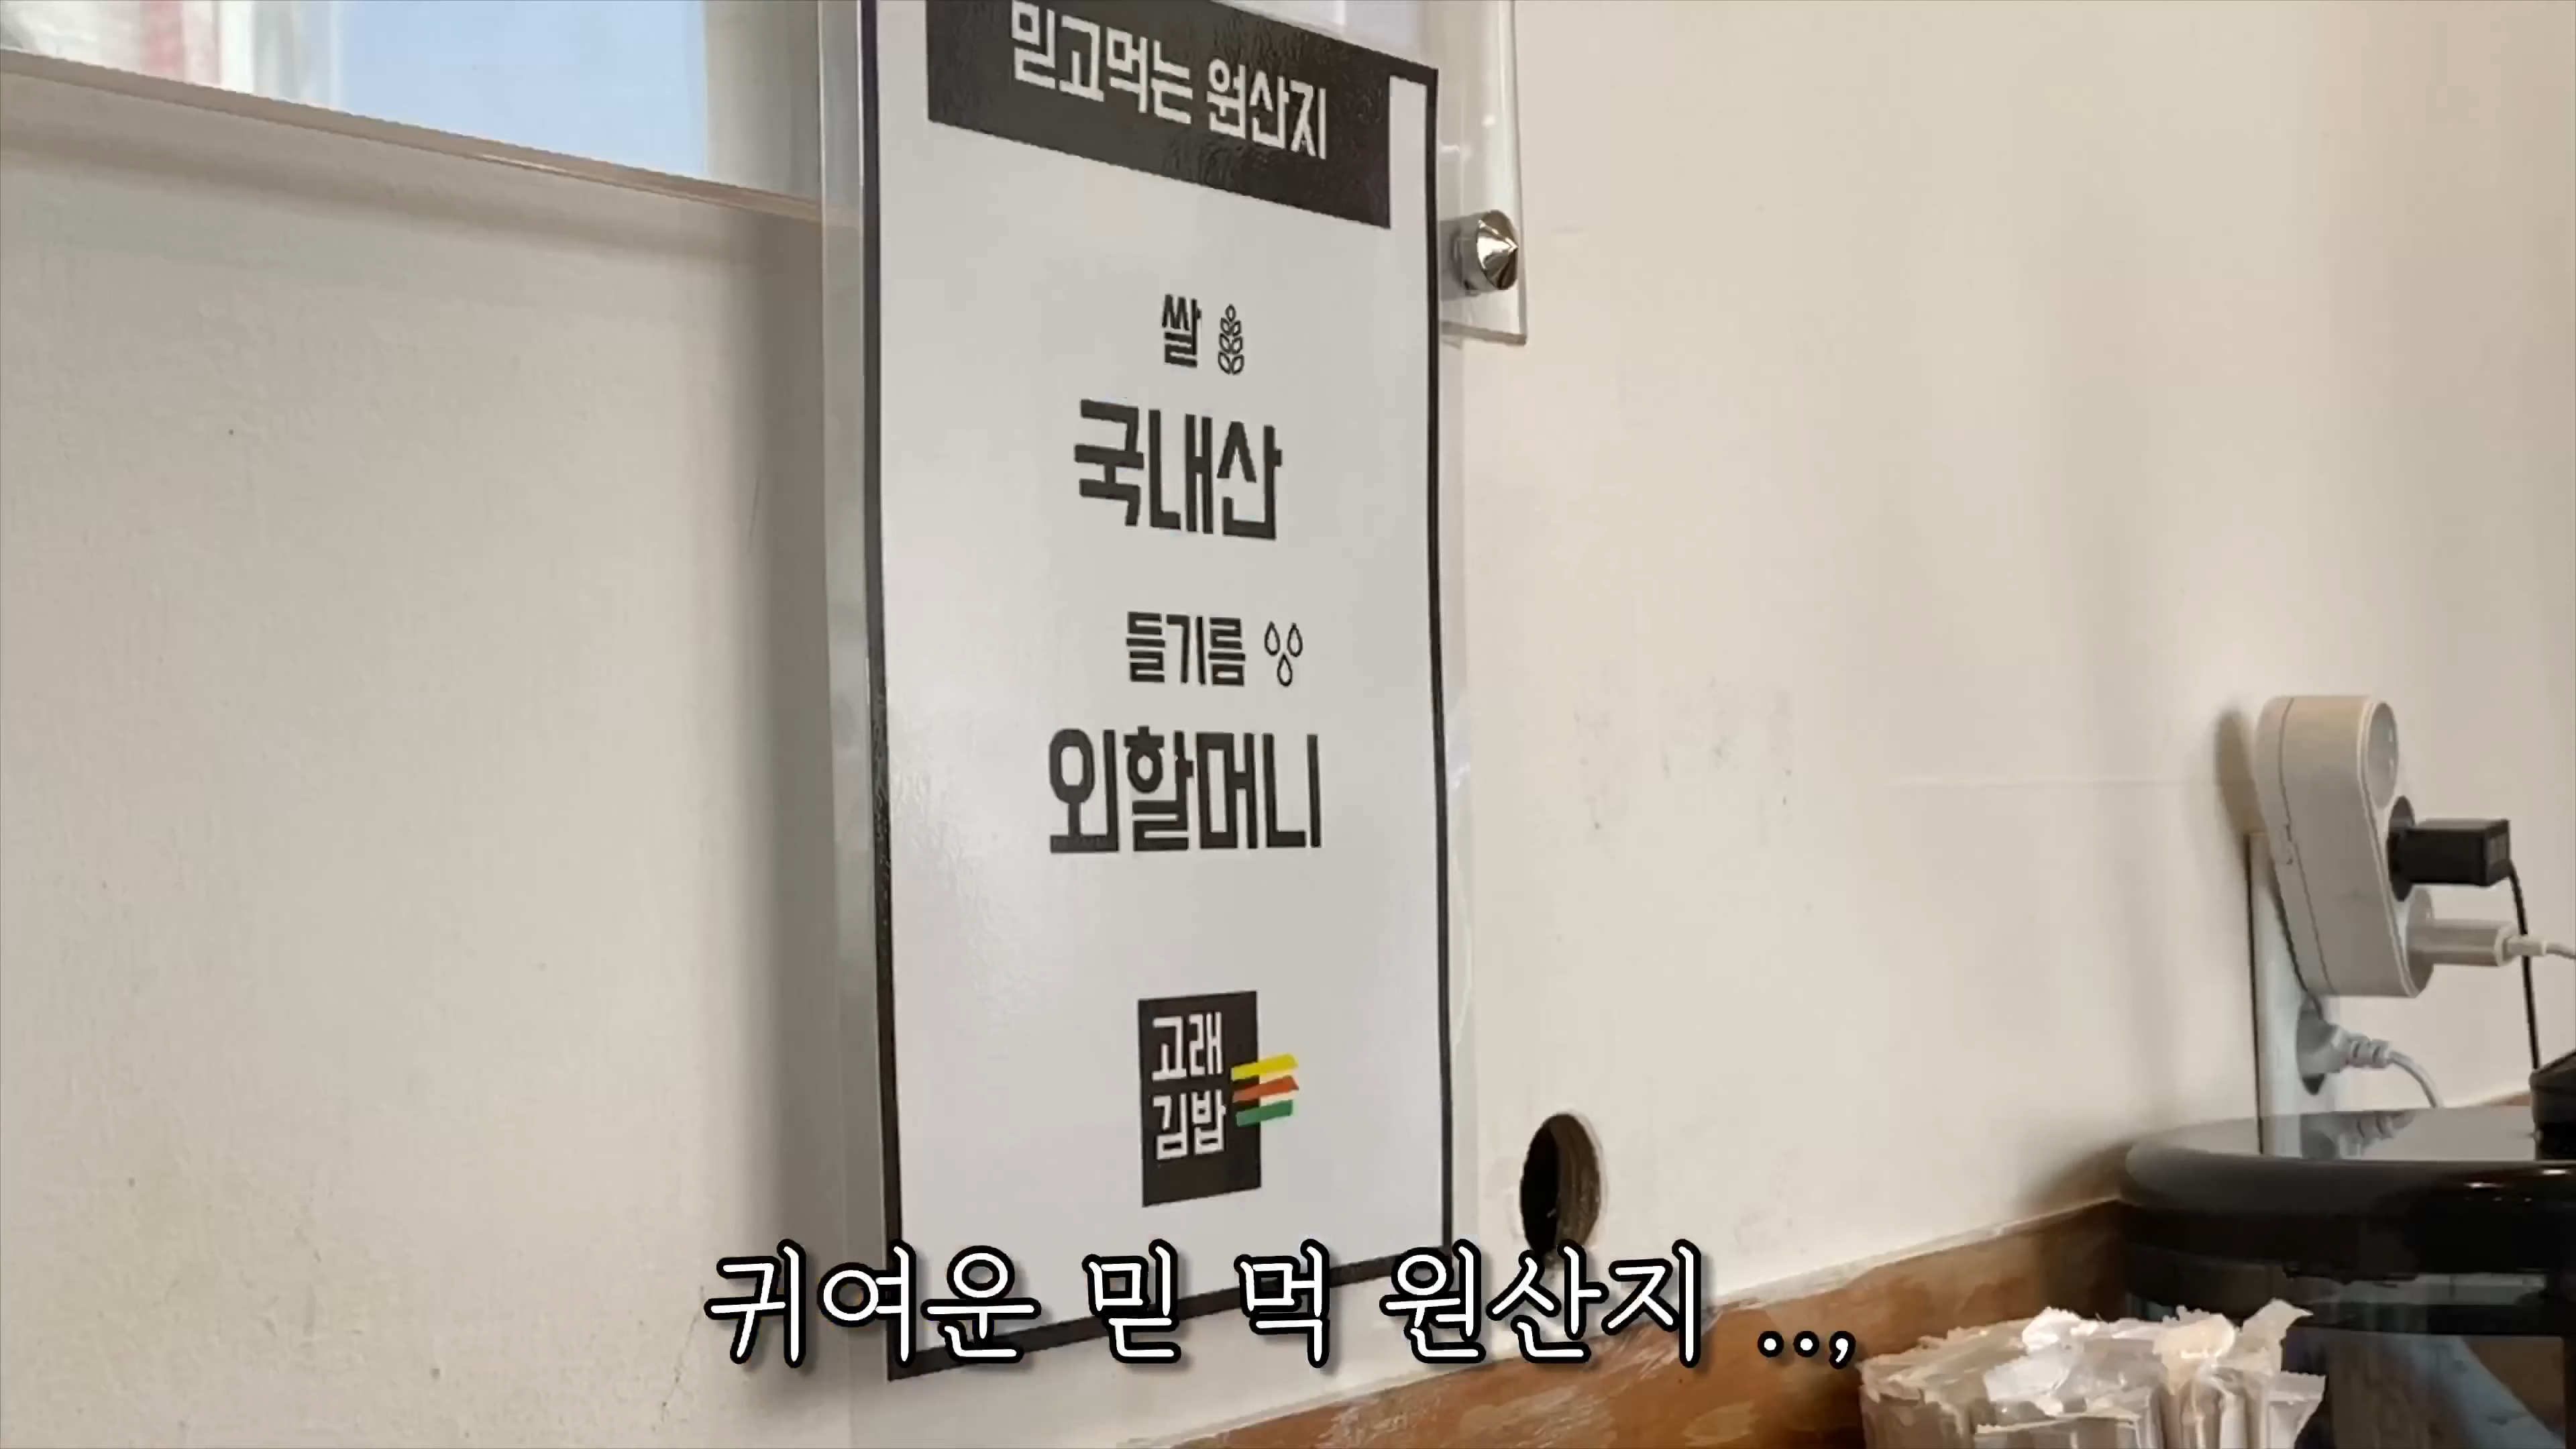 믿고먹는 원산지
쌀
국내산
들기름
외할머니
고래
김밥
귀여운 믿 먹 원산지 ..,